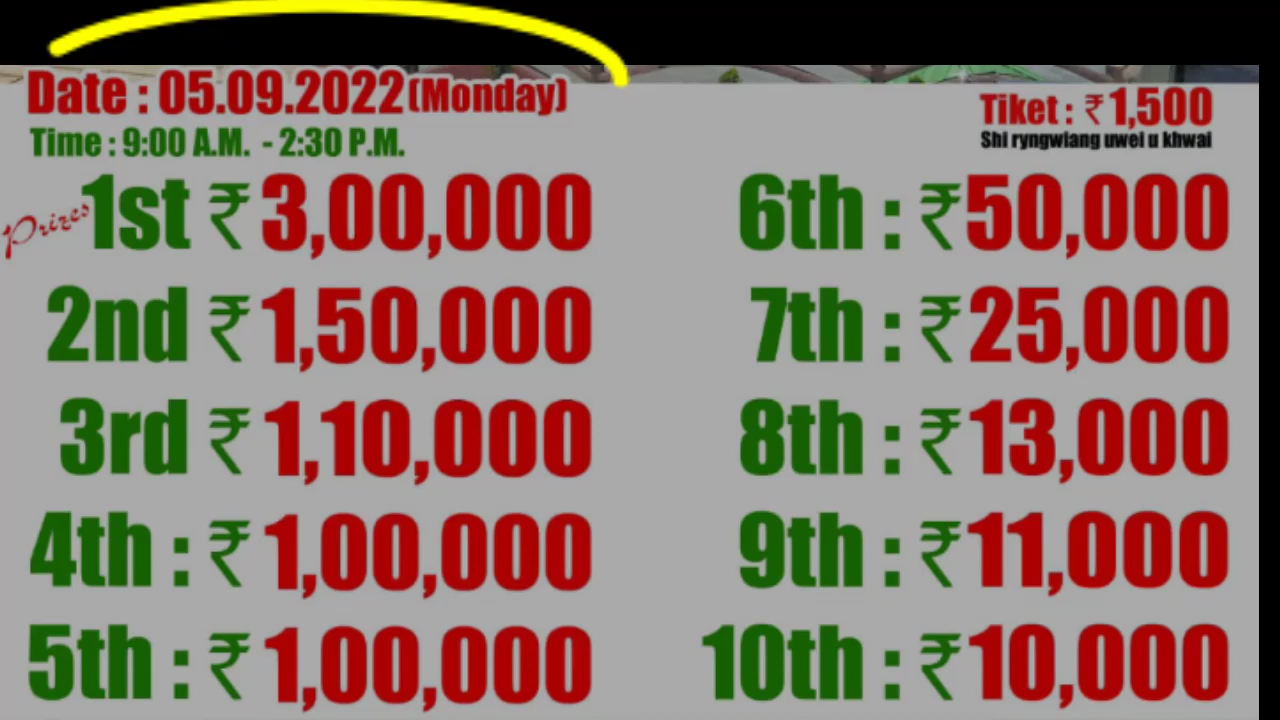 Date : 05.09.2022(Monday)
Time : 9:00 A.M. - 2:30 P.M.
Tiket : ₹ 1,500
Shi ryngwiang uwei u khwai
Prizes
1st ₹ 3,00,000
2nd ₹ 1,50,000
3rd ₹ 1,10,000
4th : ₹ 1,00,000
5th : ₹ 1,00,000
6th : ₹ 50,000
7th : ₹ 25,000
8th : ₹ 13,000
9th : ₹ 11,000
10th : ₹ 10,000